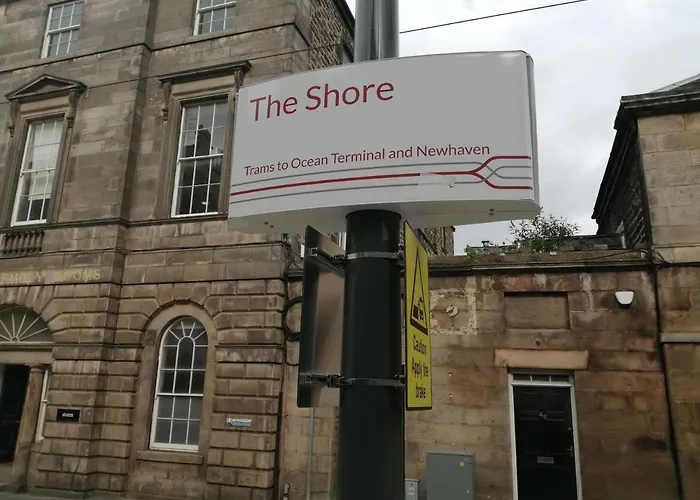 The Shore
Trams to Ocean Terminal and Newhaven
Caution
Apply the
brake